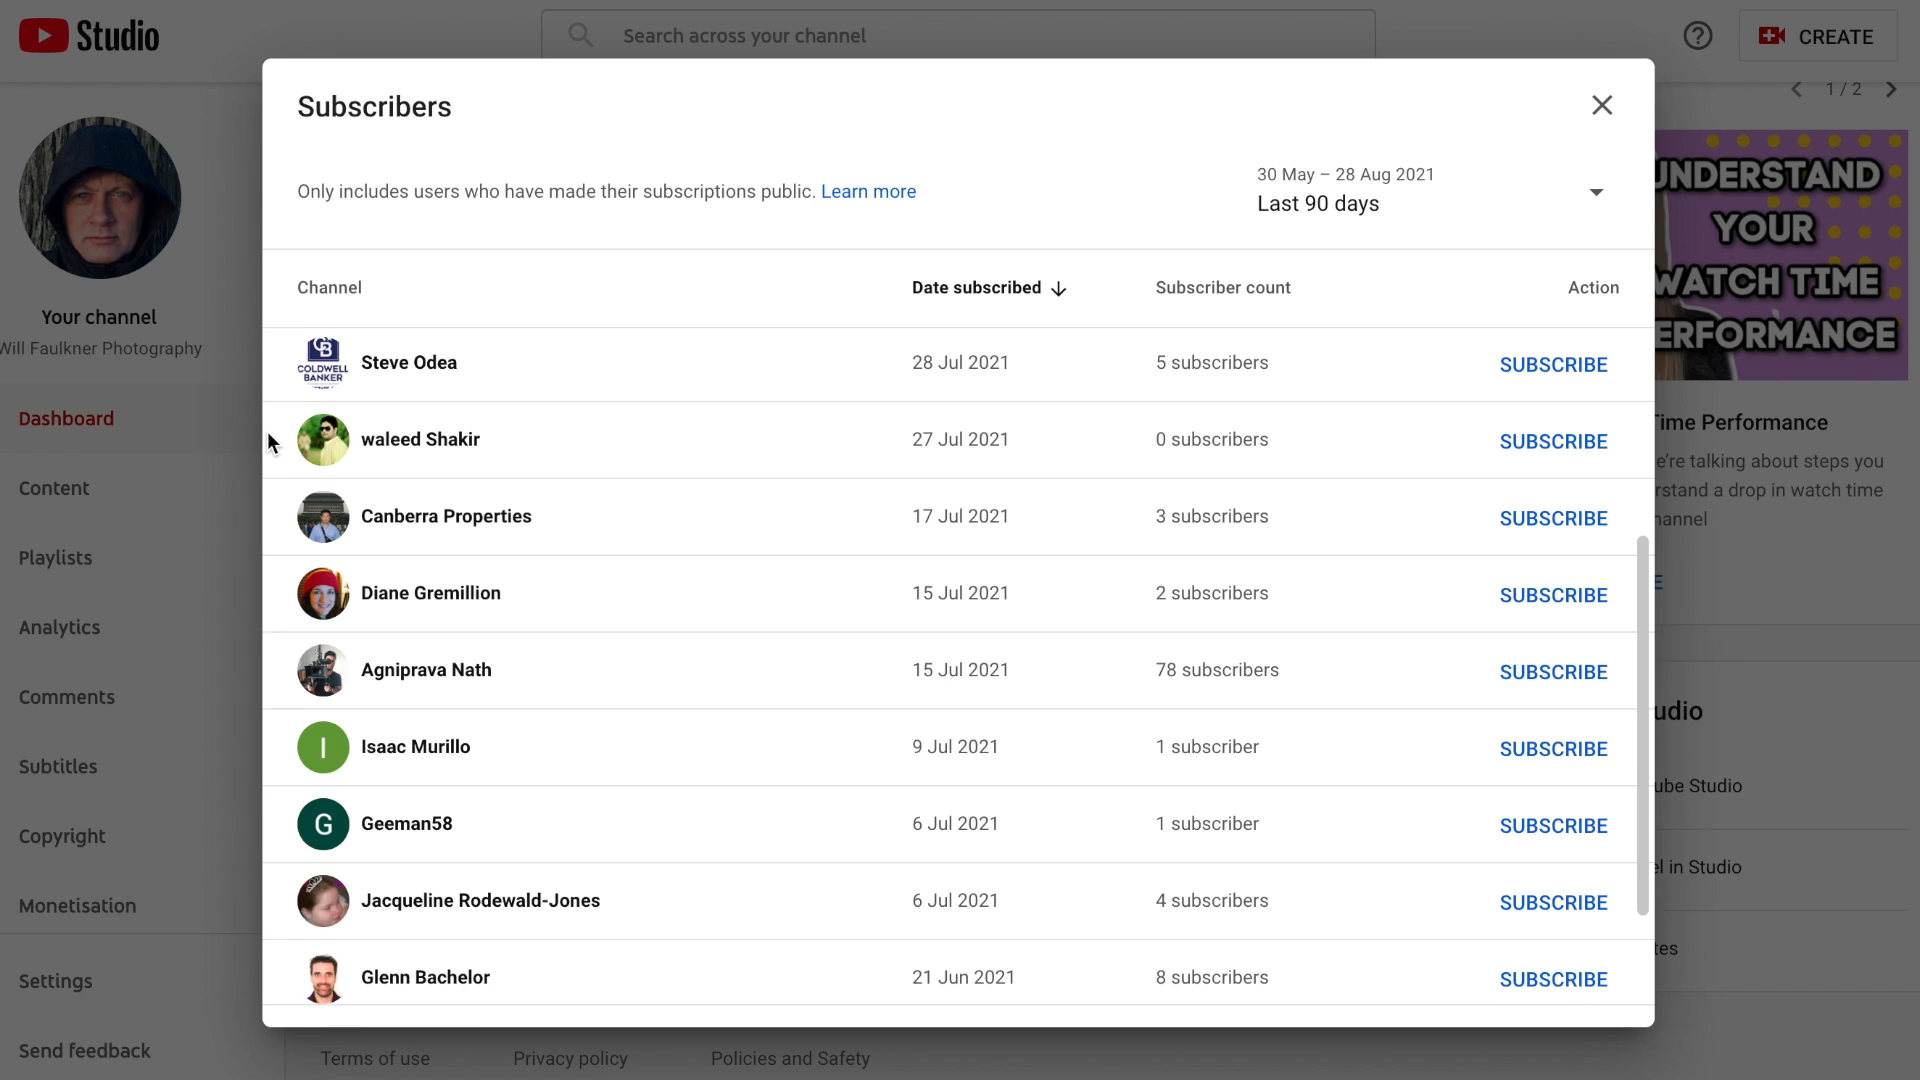 Studio
Search across your channel
CREATE
Subscribers
1 / 2
Only includes users who have made their subscriptions public. Learn more
30 May – 28 Aug 2021
Last 90 days
UNDERSTAND
YOUR
WATCH TIME
PERFORMANCE
Your channel
Will Faulkner Photography
Channel
Date subscribed
Subscriber count
Action
COLDWELL
BANKER
Steve Odea
28 Jul 2021
5 subscribers
SUBSCRIBE
waleed Shakir
27 Jul 2021
0 subscribers
SUBSCRIBE
Canberra Properties
17 Jul 2021
3 subscribers
SUBSCRIBE
Diane Gremillion
15 Jul 2021
2 subscribers
SUBSCRIBE
Agniprava Nath
15 Jul 2021
78 subscribers
SUBSCRIBE
I
Isaac Murillo
9 Jul 2021
1 subscriber
SUBSCRIBE
G
Geeman58
6 Jul 2021
1 subscriber
SUBSCRIBE
Jacqueline Rodewald-Jones
6 Jul 2021
4 subscribers
SUBSCRIBE
Glenn Bachelor
21 Jun 2021
8 subscribers
SUBSCRIBE
Dashboard
Content
Playlists
Analytics
Comments
Subtitles
Copyright
Monetisation
Settings
Send feedback
Time Performance
e're talking about steps you
rstand a drop in watch time
hannel
udio
ube Studio
el in Studio
tes
Terms of use
Privacy policy
Policies and Safety